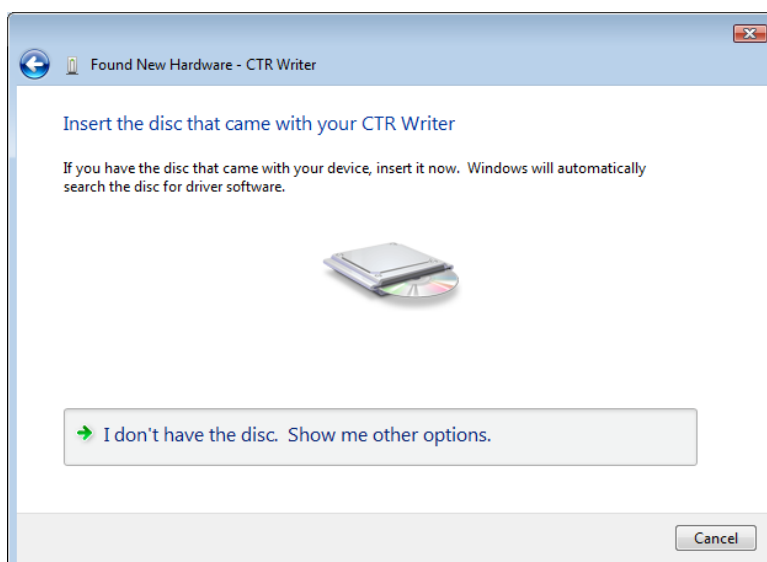 Found New Hardware - CTR Writer
Insert the disc that came with your CTR Writer
If you have the disc that came with your device, insert it now.  Windows will automatically
search the disc for driver software.
I don't have the disc.  Show me other options.
Cancel